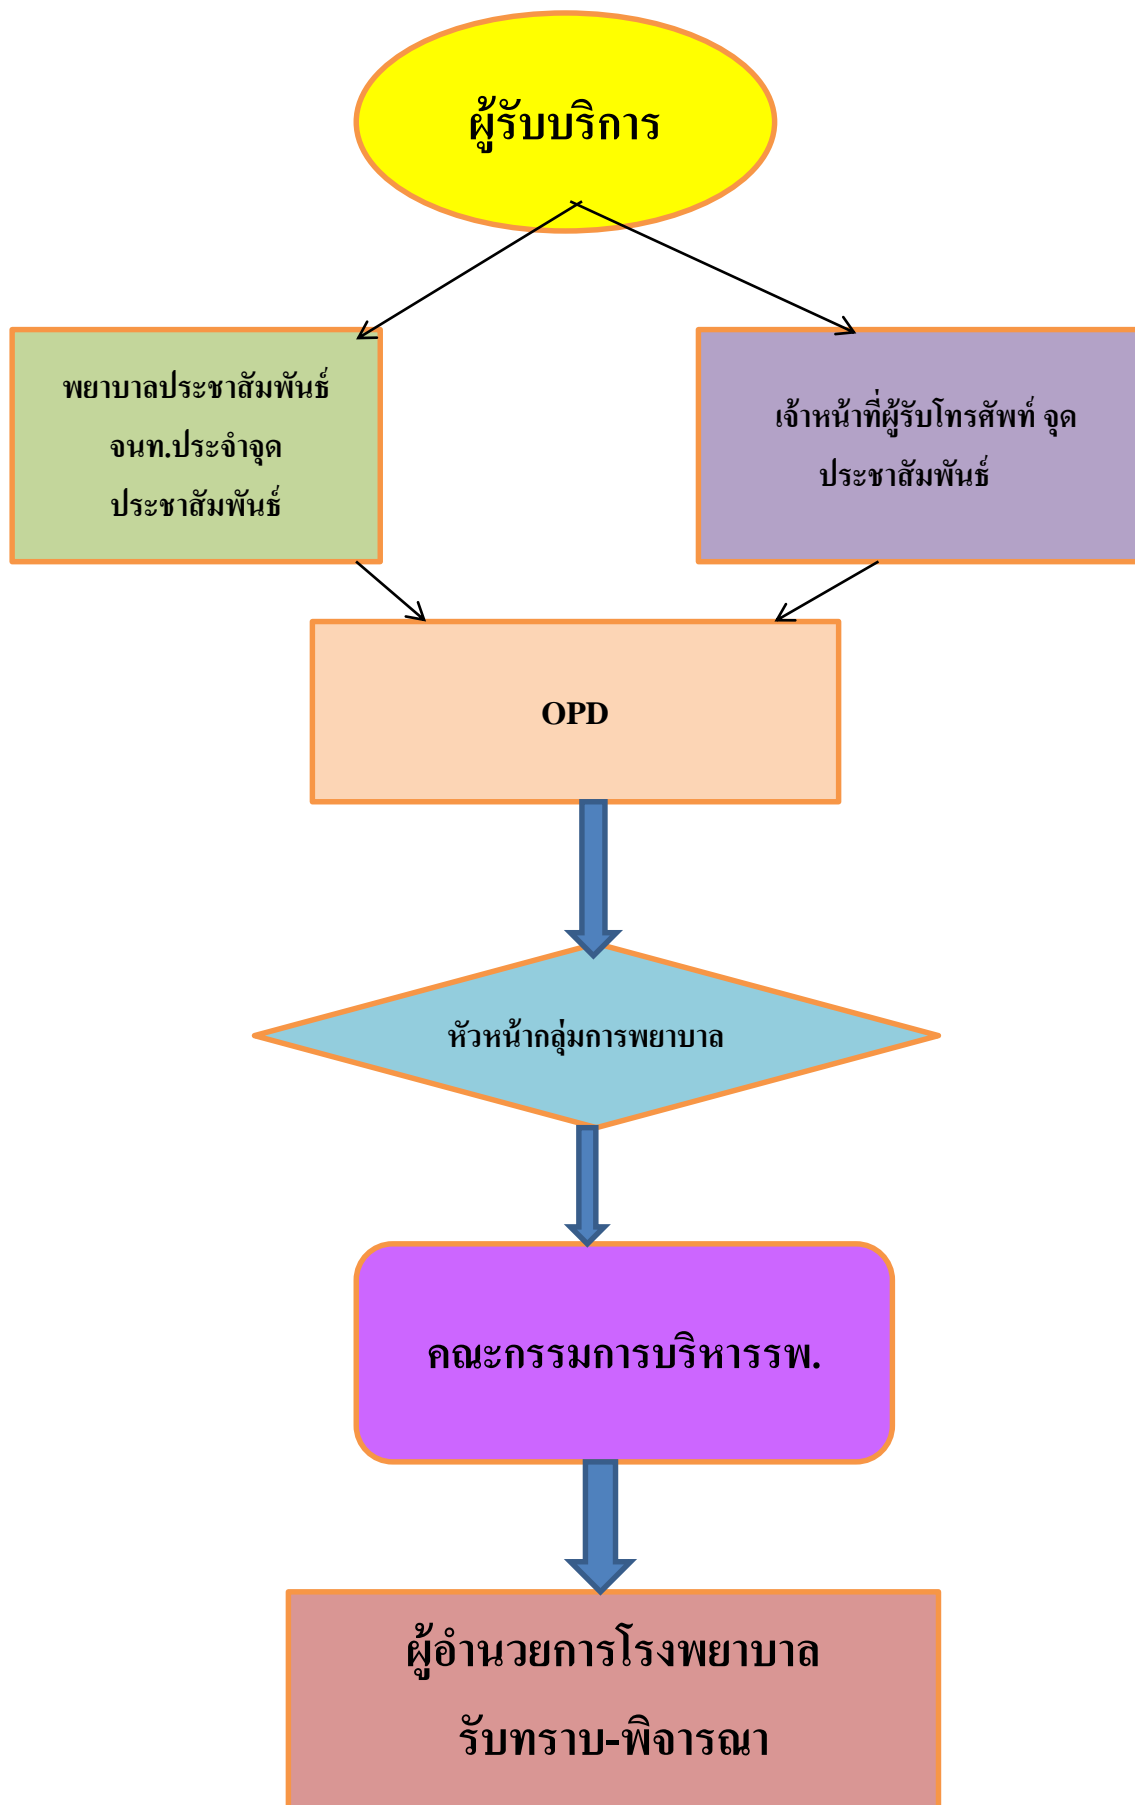 ผู้รับบริการ
พยาบาลประชาสัมพันธ์
จนท.ประจำจุด
ประชาสัมพันธ์
เจ้าหน้าที่ผู้รับโทรศัพท์ จุด
ประชาสัมพันธ์
OPD
หัวหน้ากลุ่มการพยาบาล
คณะกรรมการบริหารรพ.
ผู้อำนวยการโรงพยาบาล
รับทราบ-พิจารณา